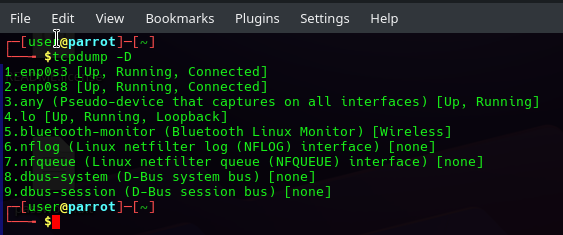 File Edit View Bookmarks Plugins Settings Help
┌─[user@parrot]─[~]
└──╼ $tcpdump -D
1.enp0s3 [Up, Running, Connected]
2.enp0s8 [Up, Running, Connected]
3.any (Pseudo-device that captures on all interfaces) [Up, Running]
4.lo [Up, Running, Loopback]
5.bluetooth-monitor (Bluetooth Linux Monitor) [Wireless]
6.nflog (Linux netfilter log (NFLOG) interface) [none]
7.nfqueue (Linux netfilter queue (NFQUEUE) interface) [none]
8.dbus-system (D-Bus system bus) [none]
9.dbus-session (D-Bus session bus) [none]
┌─[user@parrot]─[~]
└──╼ $